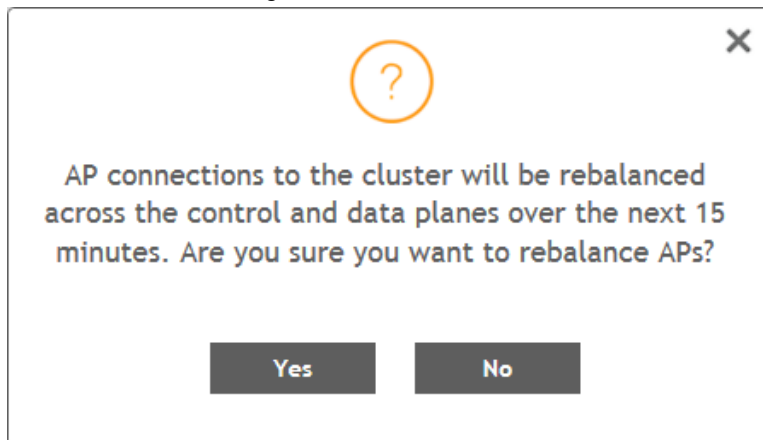 ?
AP connections to the cluster will be rebalanced
across the control and data planes over the next 15
minutes. Are you sure you want to rebalance APs?
Yes No